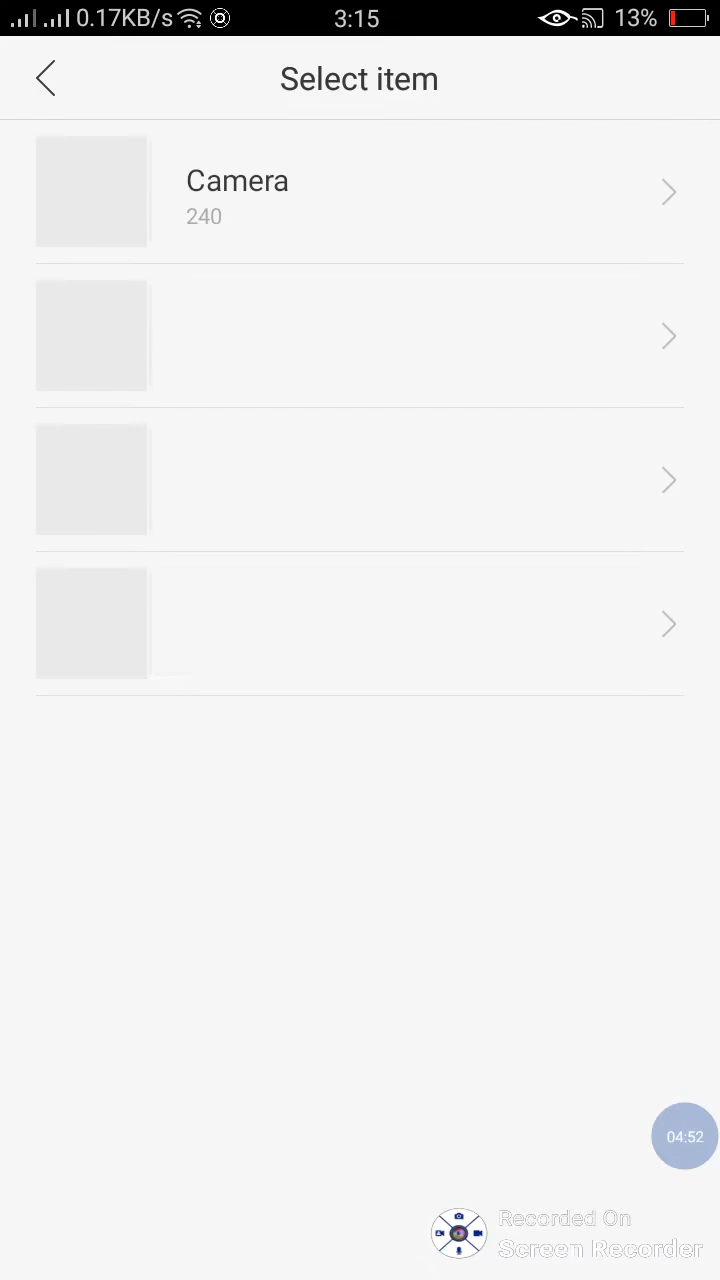 0.17KB/s 3:15 13%
Select item
Camera
240
04:52
Recorded On
Screen Recorder